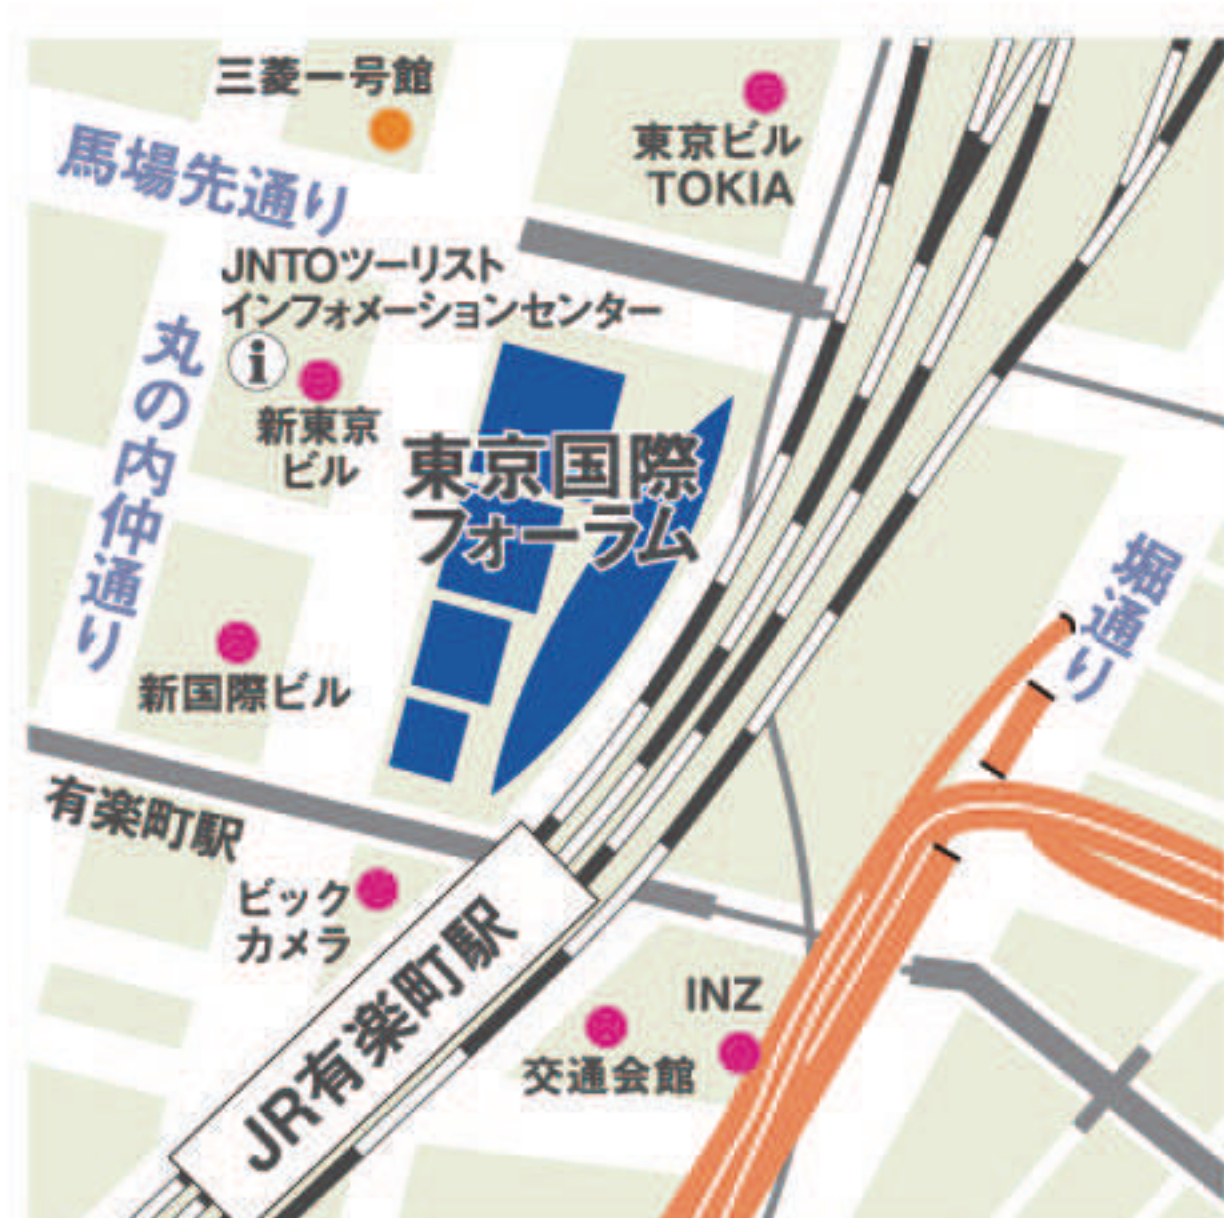 三菱一号館
東京ビル
TOKIA
馬場先通り
JNTOツーリスト
インフォメーションセンター
i
新東京
ビル
丸の内仲通り
東京国際
フォーラム
堀通り
新国際ビル
有楽町駅
ビック
カメラ
JR有楽町駅
INZ
交通会館